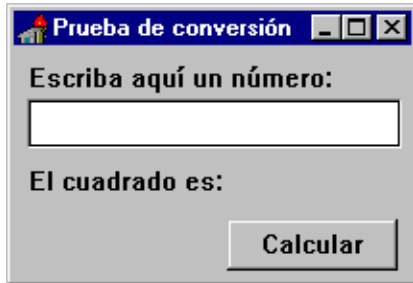 Prueba de conversión
Escriba aquí un número:
El cuadrado es:
Calcular